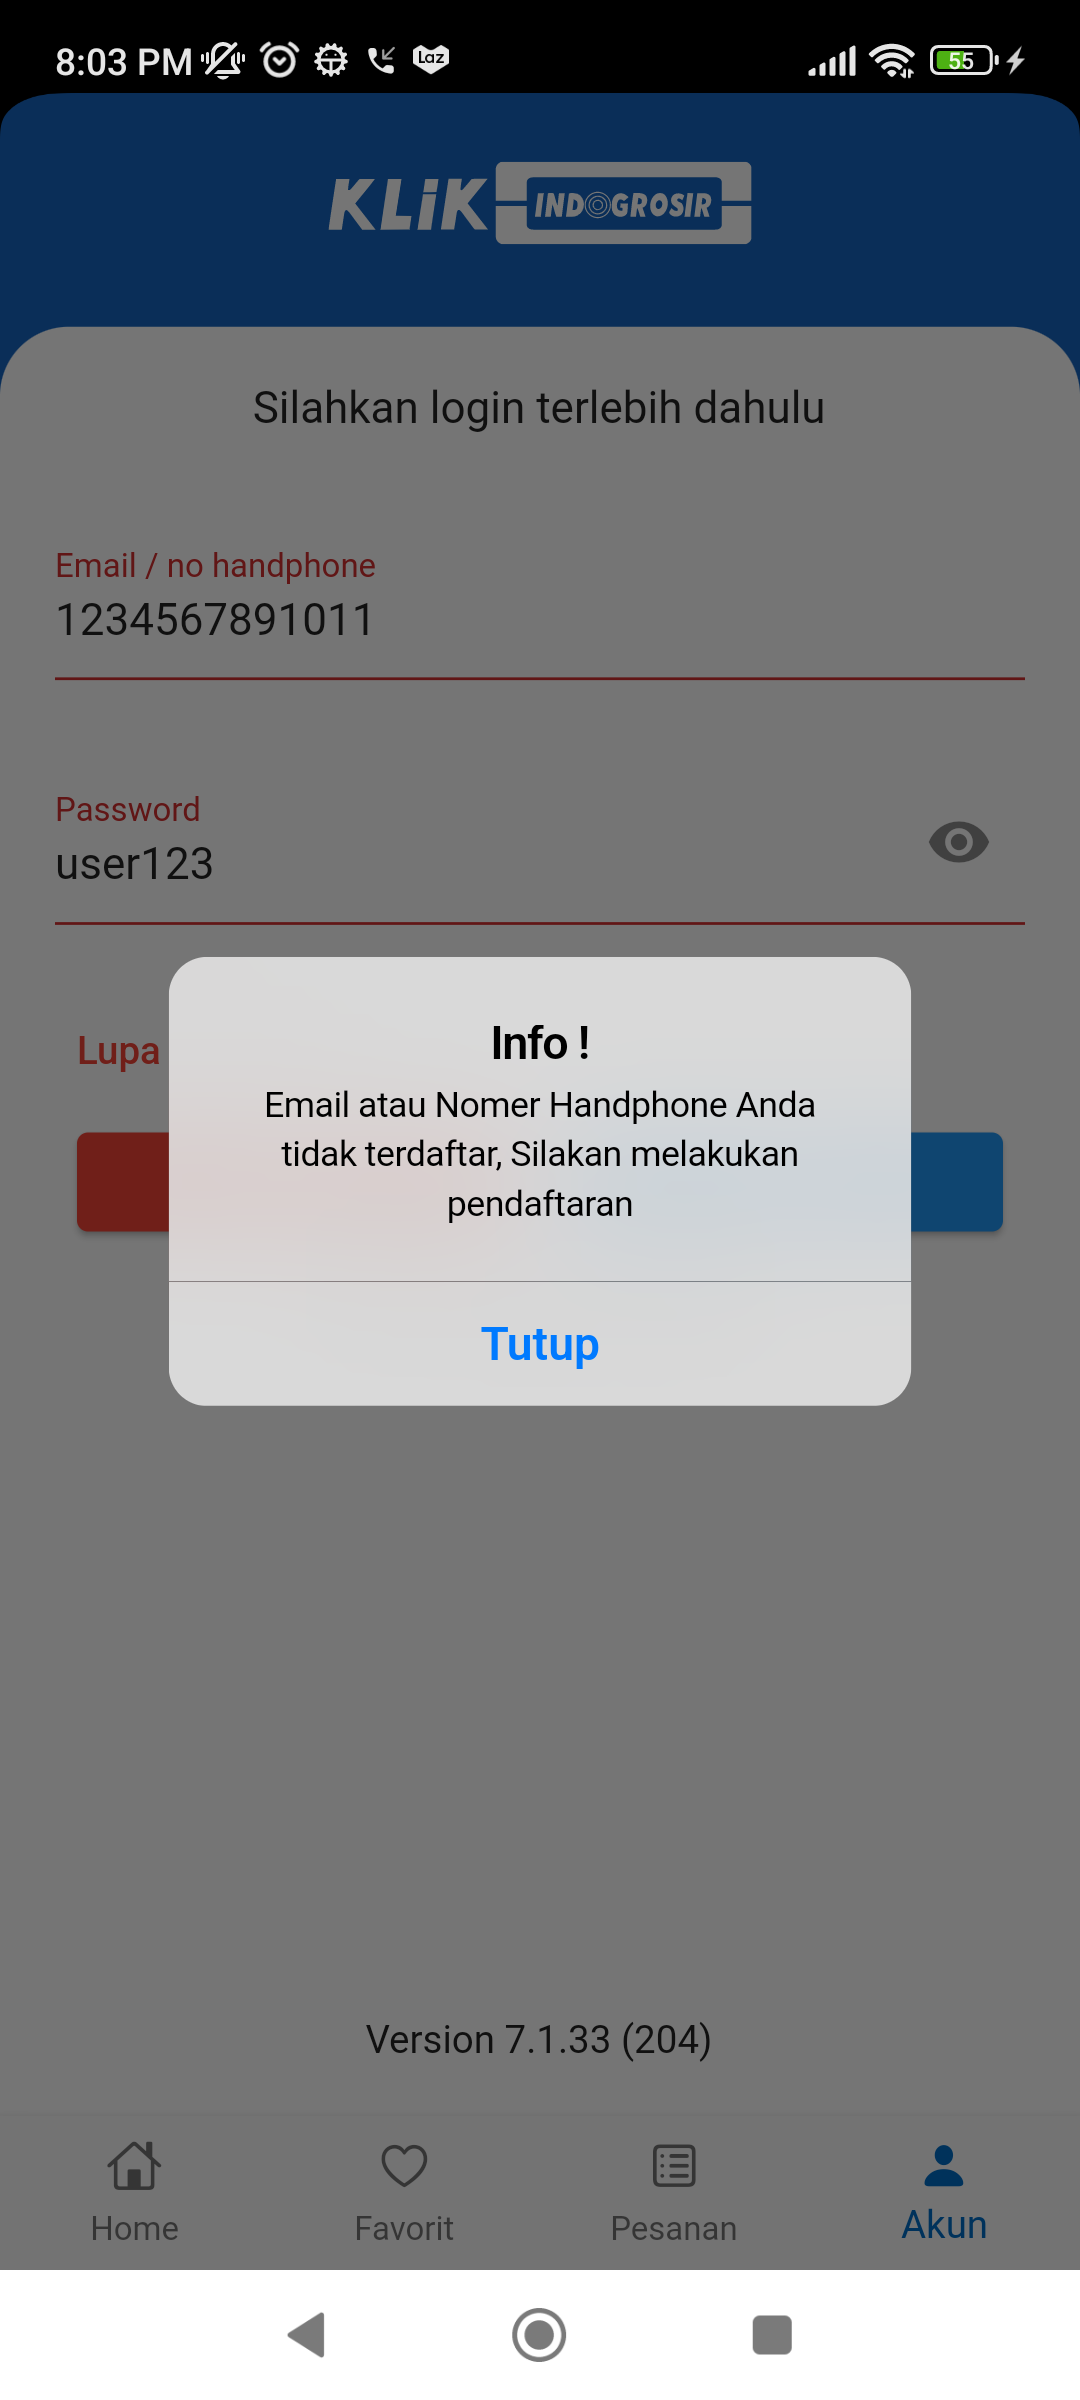 8:03 PM
Laz
55
KLiK INDOGROSIR
Silahkan login terlebih dahulu
Email / no handphone
1234567891011
Password
user123
Lupa
Info !
Email atau Nomer Handphone Anda
tidak terdaftar, Silakan melakukan
pendaftaran
Tutup
Version 7.1.33 (204)
Home
Favorit
Pesanan
Akun